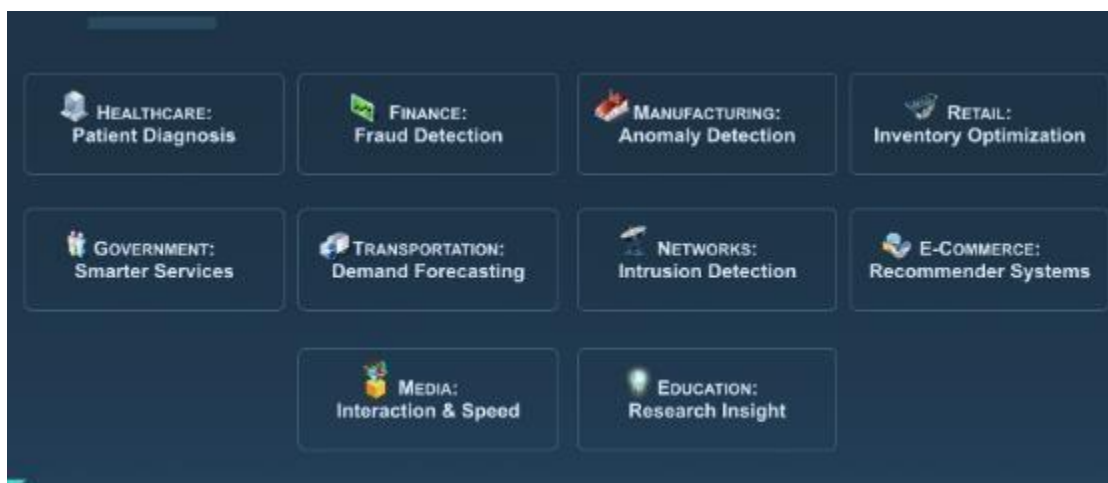 HEALTHCARE:
Patient Diagnosis
FINANCE:
Fraud Detection
MANUFACTURING:
Anomaly Detection
RETAIL:
Inventory Optimization
GOVERNMENT:
Smarter Services
TRANSPORTATION:
Demand Forecasting
NETWORKS:
Intrusion Detection
E-COMMERCE:
Recommender Systems
MEDIA:
Interaction & Speed
EDUCATION:
Research Insight